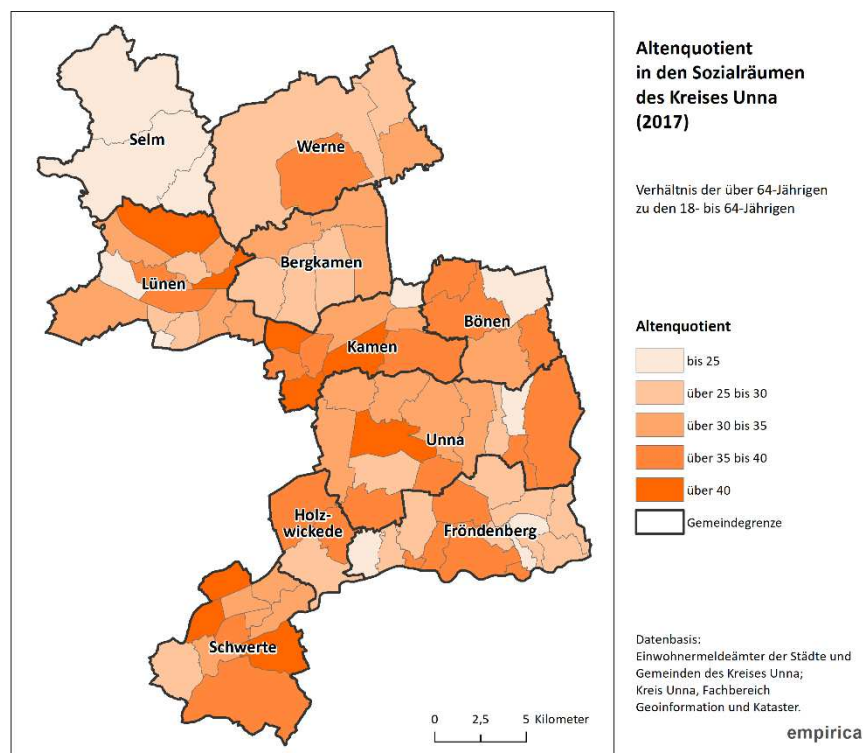 Altenquotient
in den Sozialräumen
des Kreises Unna
(2017)
Verhältnis der über 64-Jährigen
zu den 18- bis 64-Jährigen
Altenquotient
bis 25
über 25 bis 30
über 30 bis 35
über 35 bis 40
über 40
Gemeindegrenze
Selm
Werne
Bergkamen
Lünen
Bönen
Kamen
Unna
Holz-
wickede
Fröndenberg
Schwerte
0 2,5 5 Kilometer
Datenbasis:
Einwohnermeldeämter der Städte und
Gemeinden des Kreises Unna;
Kreis Unna, Fachbereich
Geoinformation und Kataster.
empirica